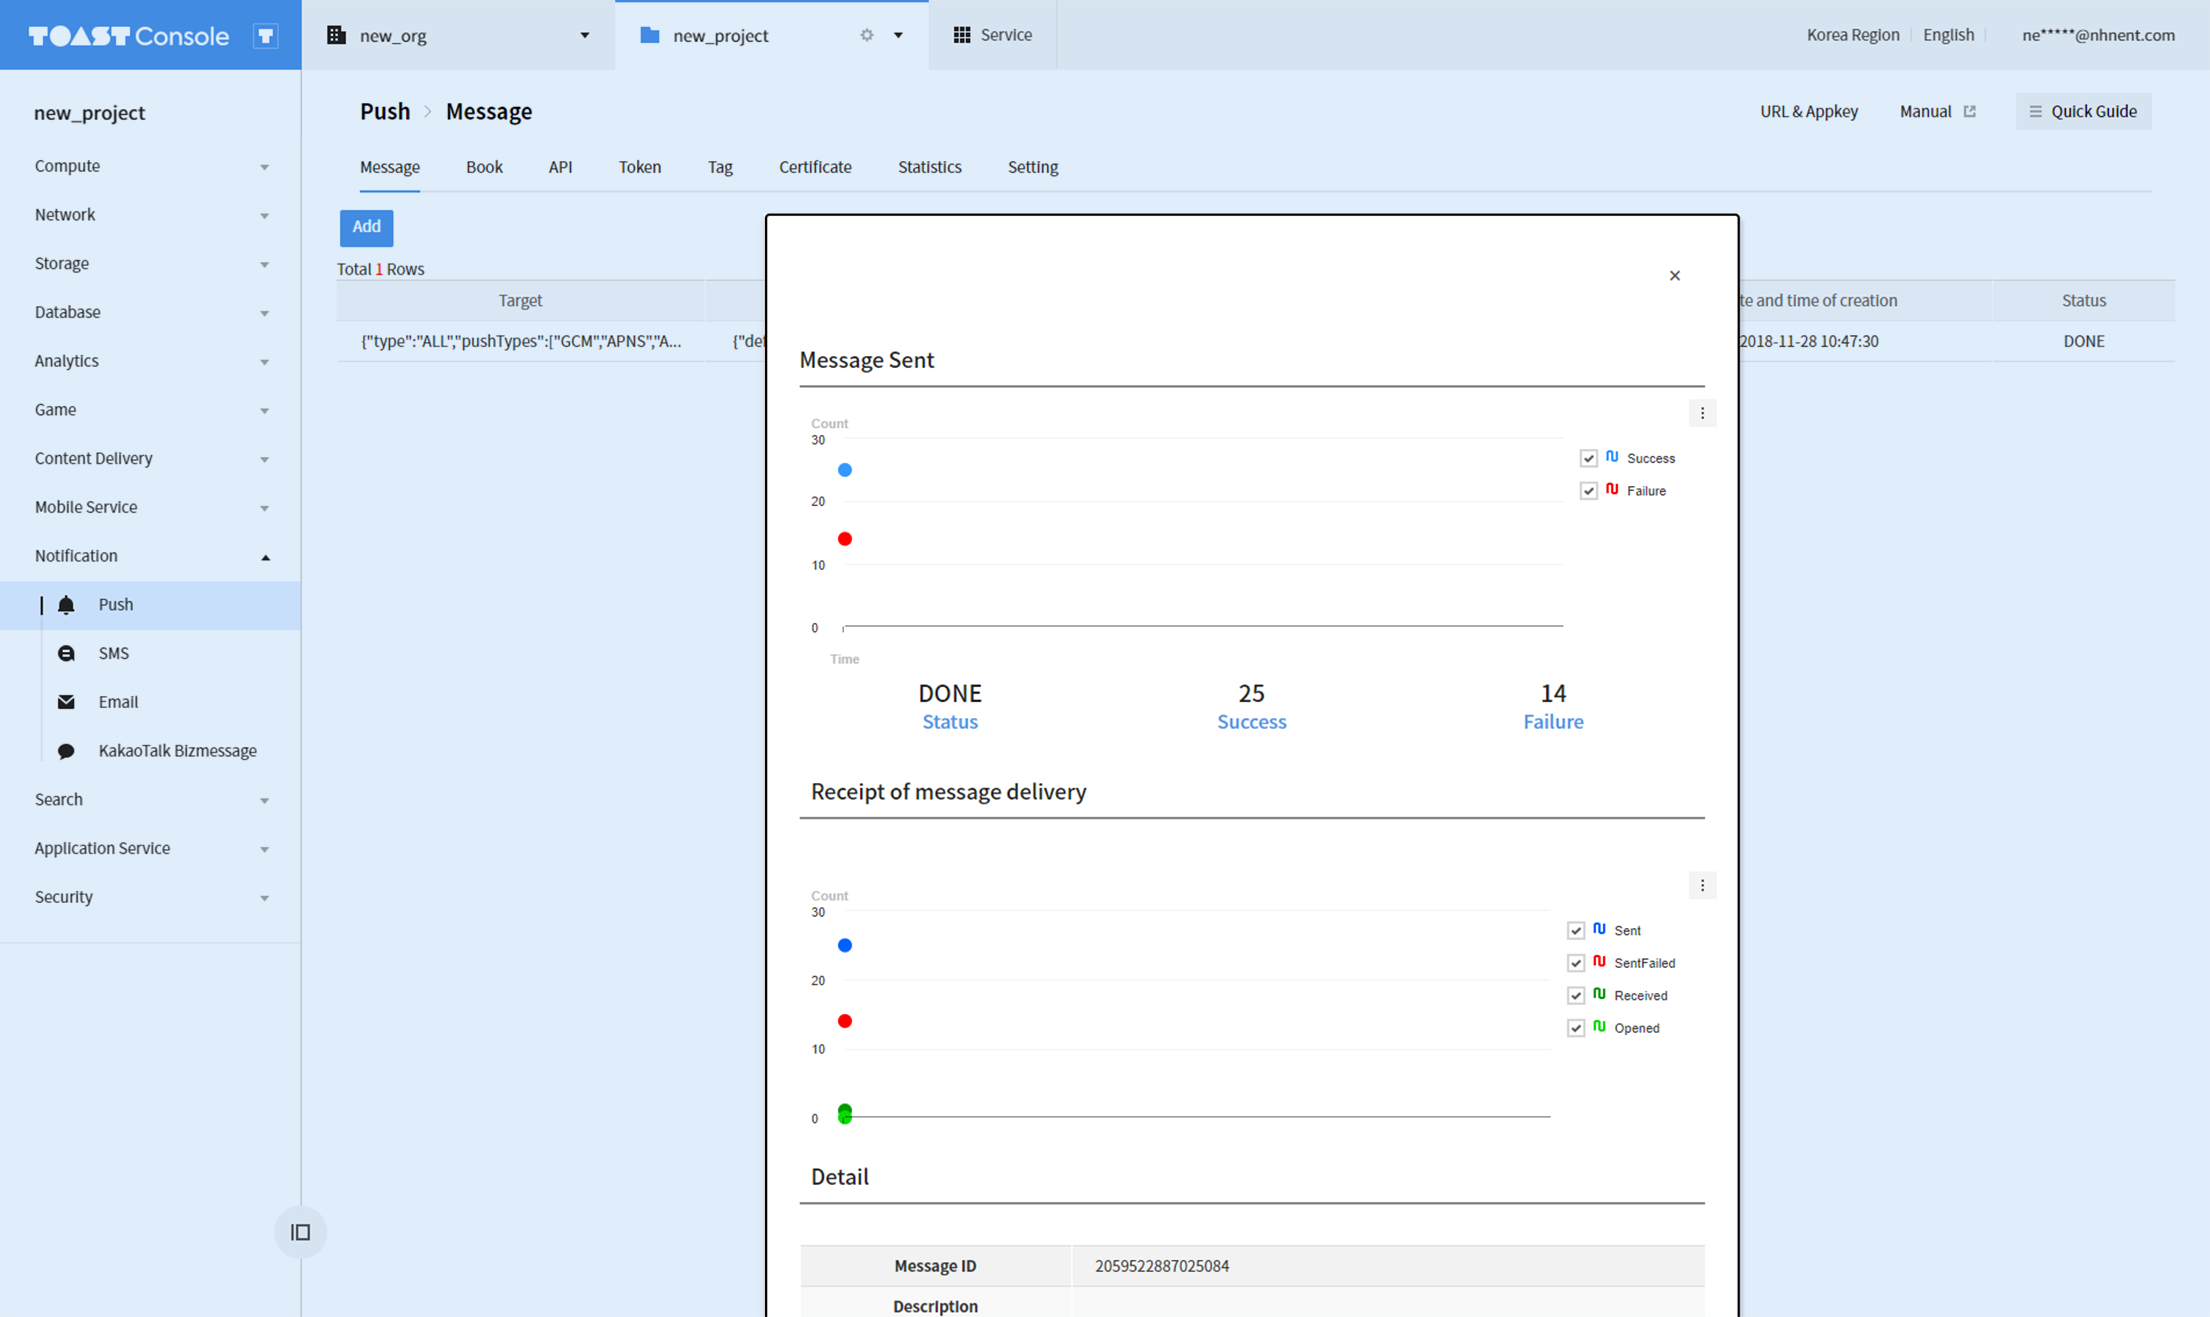 TOAST Console
new_org
new_project
Service
Korea Region
English
ne*****@nhnent.com
new_project
Compute
Network
Storage
Database
Analytics
Game
Content Delivery
Mobile Service
Notification
Push
SMS
Email
KakaoTalk Bizmessage
Search
Application Service
Security
Push > Message
URL & Appkey
Manual
Quick Guide
Message
Book
API
Token
Tag
Certificate
Statistics
Setting
Add
Total 1 Rows
Target
te and time of creation
Status
{"type":"ALL","pushTypes":["GCM","APNS","A...
{"def
2018-11-28 10:47:30
DONE
×
Message Sent
Count
30
20
10
0
Time
Success
Failure
DONE
Status
25
Success
14
Failure
Receipt of message delivery
Count
30
20
10
0
Sent
SentFailed
Received
Opened
Detail
Message ID
2059522887025084
Description